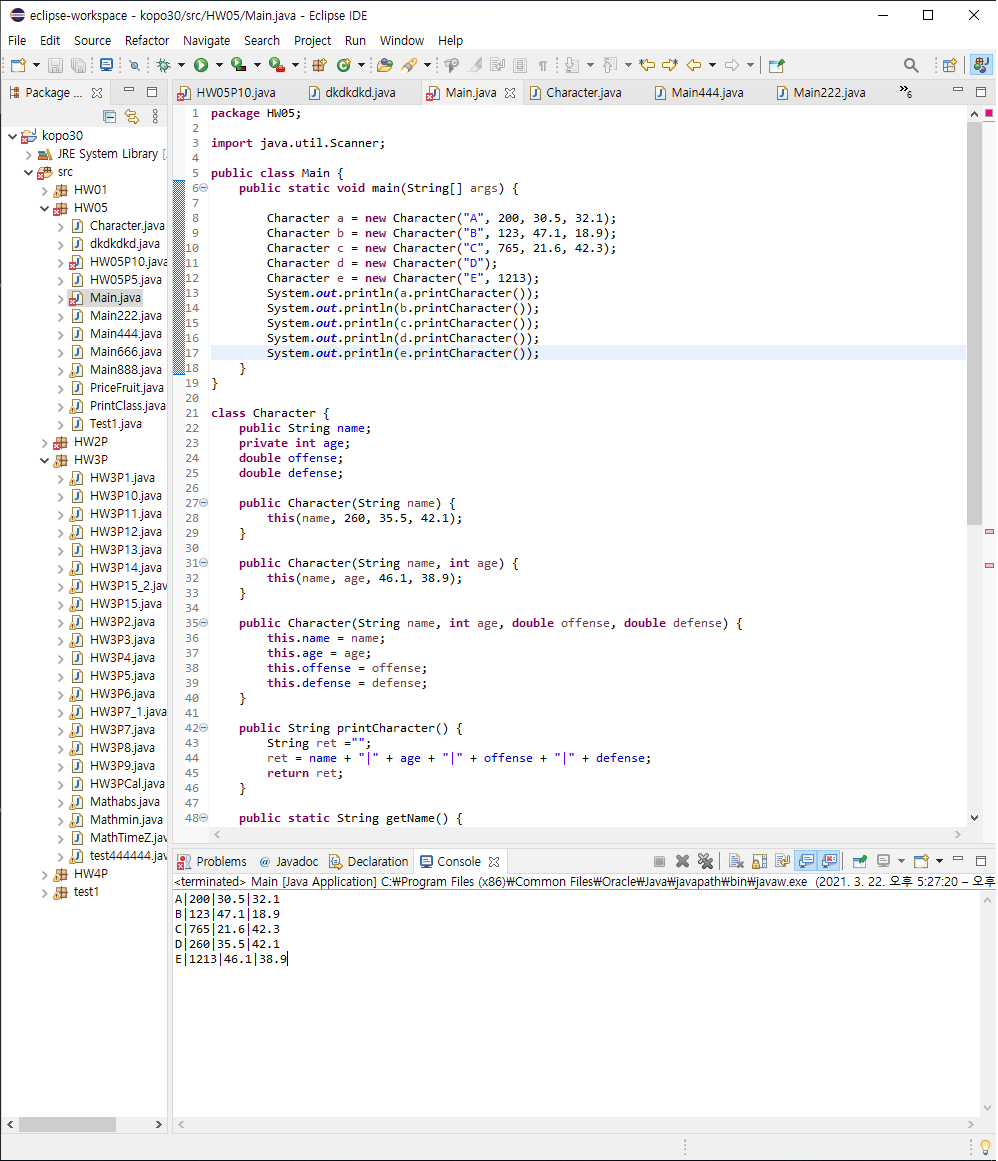 eclipse-workspace - kopo30/src/HW05/Main.java - Eclipse IDE
File Edit Source Refactor Navigate Search Project Run Window Help
Package ...
HW05P10.java dkdkdkd.java Main.java Character.java Main444.java Main222.java »6
kopo30
JRE System Library [
src
HW01
HW05
Character.java
dkdkdkd.java
HW05P10.java
HW05P5.java
Main.java
Main222.java
Main444.java
Main666.java
Main888.java
PriceFruit.java
PrintClass.java
Test1.java
HW2P
HW3P
HW3P1.java
HW3P10.java
HW3P11.java
HW3P12.java
HW3P13.java
HW3P14.java
HW3P15_2.jav
HW3P15.java
HW3P2.java
HW3P3.java
HW3P4.java
HW3P5.java
HW3P6.java
HW3P7_1.java
HW3P7.java
HW3P8.java
HW3P9.java
HW3PCal.java
Mathabs.java
Mathmin.java
MathTimeZ.jav
test444444.jav
HW4P
test1
1 package HW05;
2
3 import java.util.Scanner;
4
5 public class Main {
6 public static void main(String[] args) {
7
8 Character a = new Character("A", 200, 30.5, 32.1);
9 Character b = new Character("B", 123, 47.1, 18.9);
10 Character c = new Character("C", 765, 21.6, 42.3);
11 Character d = new Character("D");
12 Character e = new Character("E", 1213);
13 System.out.println(a.printCharacter());
14 System.out.println(b.printCharacter());
15 System.out.println(c.printCharacter());
16 System.out.println(d.printCharacter());
17 System.out.println(e.printCharacter());
18 }
19 }
20
21 class Character {
22 public String name;
23 private int age;
24 double offense;
25 double defense;
26
27 public Character(String name) {
28 this(name, 260, 35.5, 42.1);
29 }
30
31 public Character(String name, int age) {
32 this(name, age, 46.1, 38.9);
33 }
34
35 public Character(String name, int age, double offense, double defense) {
36 this.name = name;
37 this.age = age;
38 this.offense = offense;
39 this.defense = defense;
40 }
41
42 public String printCharacter() {
43 String ret ="";
44 ret = name + "|" + age + "|" + offense + "|" + defense;
45 return ret;
46 }
47
48 public static String getName() {
Problems @ Javadoc Declaration Console
<terminated> Main [Java Application] C:₩Program Files (x86)₩Common Files₩Oracle₩Java₩javapath₩bin₩javaw.exe (2021. 3. 22. 오후 5:27:20 – 오후
A|200|30.5|32.1
B|123|47.1|18.9
C|765|21.6|42.3
D|260|35.5|42.1
E|1213|46.1|38.9